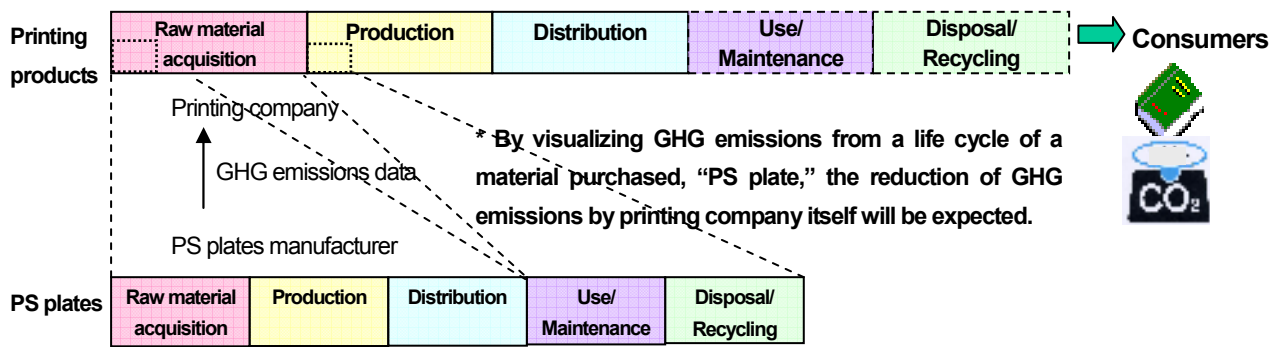 Printing
products
Raw material
acquisition
Production
Distribution
Use/
Maintenance
Disposal/
Recycling
Consumers
Printing company
GHG emissions data
PS plates manufacturer
* By visualizing GHG emissions from a life cycle of a
material purchased, “PS plate,” the reduction of GHG
emissions by printing company itself will be expected.
CO₂
PS plates
Raw material
acquisition
Production
Distribution
Use/
Maintenance
Disposal/
Recycling